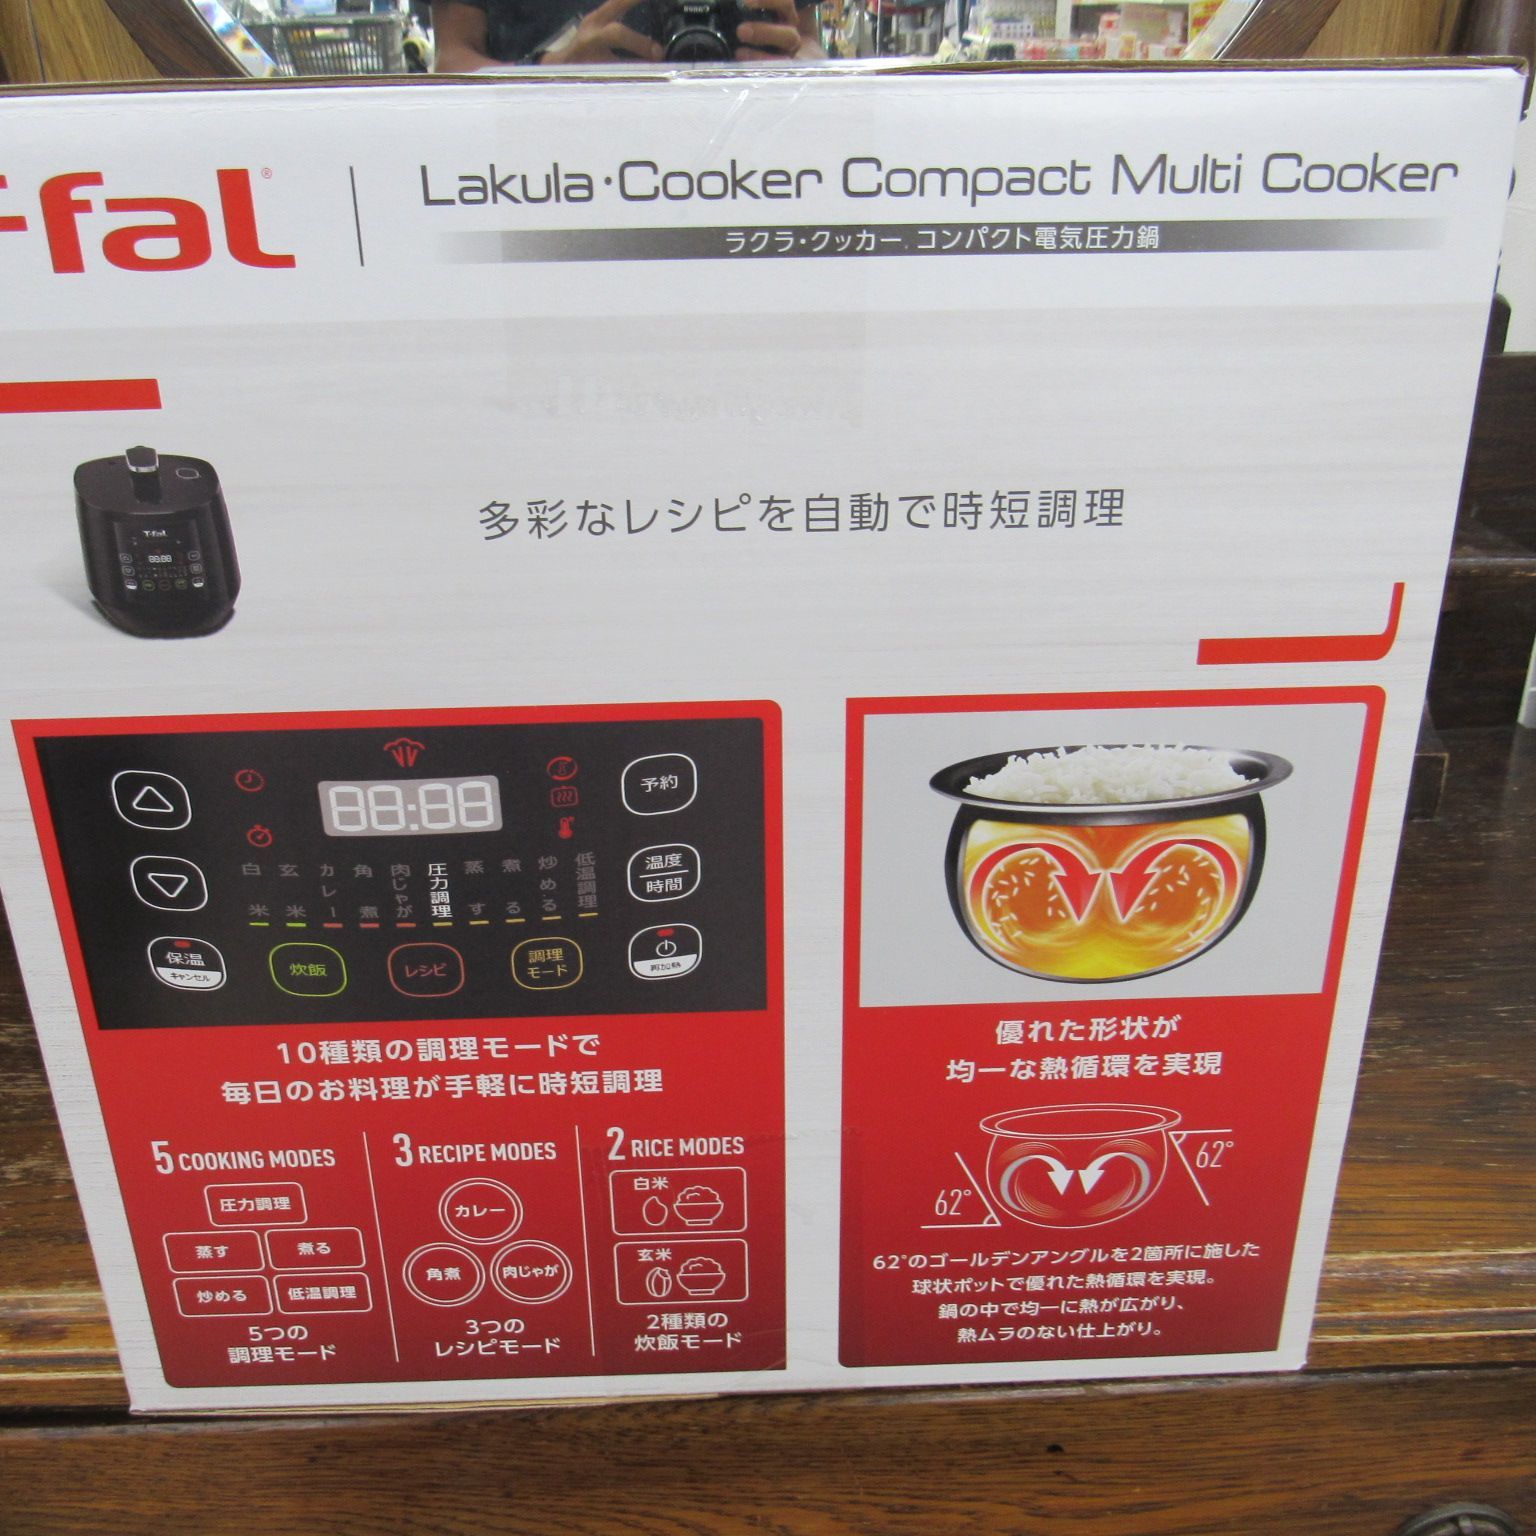 T-fal®
Lakula・Cooker Compact Multi Cooker
ラクラ・クッカー コンパクト電気圧力鍋
多彩なレシピを自動で時短調理
T-fal
88:88
88:88
予約
温度
時間
白米
玄米
カレー
角煮
肉じゃが
圧力調理
蒸す
煮る
炒める
低温調理
保温
キャンセル
炊飯
レシピ
調理
モード
再加熱
10種類の調理モードで
毎日のお料理が手軽に時短調理
5 COOKING MODES
圧力調理
蒸す
煮る
炒める
低温調理
5つの
調理モード
3 RECIPE MODES
カレー
角煮
肉じゃが
3つの
レシピモード
2 RICE MODES
白米
玄米
2種類の
炊飯モード
優れた形状が
均一な熱循環を実現
62°
62°
62°のゴールデンアングルを2箇所に施した
球状ポットで優れた熱循環を実現。
鍋の中で均一に熱が広がり、
熱ムラのない仕上がり。